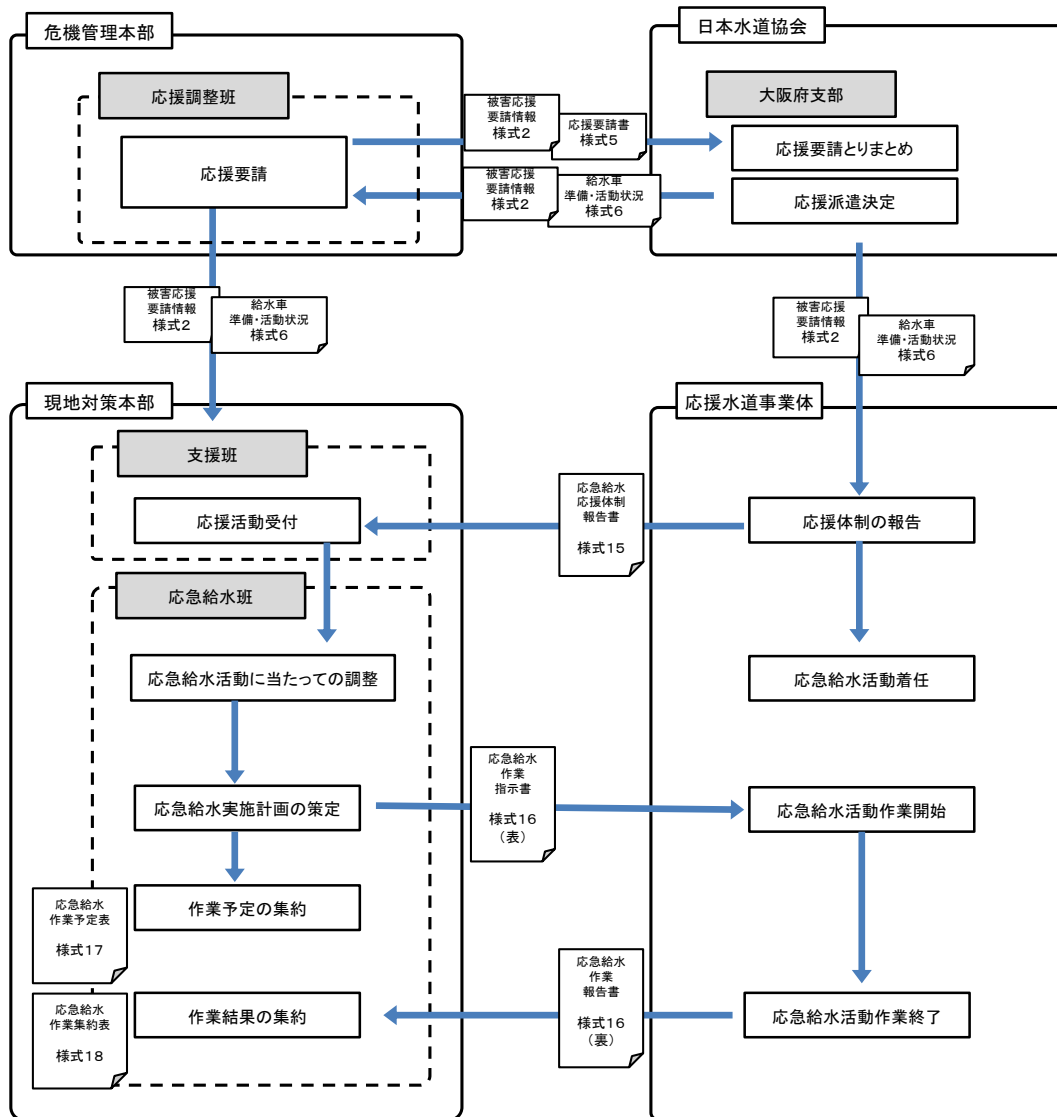 危機管理本部
応援調整班
応援要請
被害応援
要請情報
様式2
応援要請書
様式5
被害応援
要請情報
様式2
給水車
準備・活動状況
様式6
日本水道協会
大阪府支部
応援要請とりまとめ
応援派遣決定
被害応援
要請情報
様式2
給水車
準備・活動状況
様式6
被害応援
要請情報
様式2
給水車
準備・活動状況
様式6
現地対策本部
支援班
応援活動受付
応急給水
応援体制
報告書
様式15
応援水道事業体
応援体制の報告
応急給水班
応急給水活動に当たっての調整
応急給水活動着任
応急給水実施計画の策定
応急給水
作業
指示書
様式16
(表)
応急給水活動作業開始
応急給水
作業予定表
様式17
作業予定の集約
応急給水
作業集約表
様式18
作業結果の集約
応急給水
作業
報告書
様式16
(裏)
応急給水活動作業終了